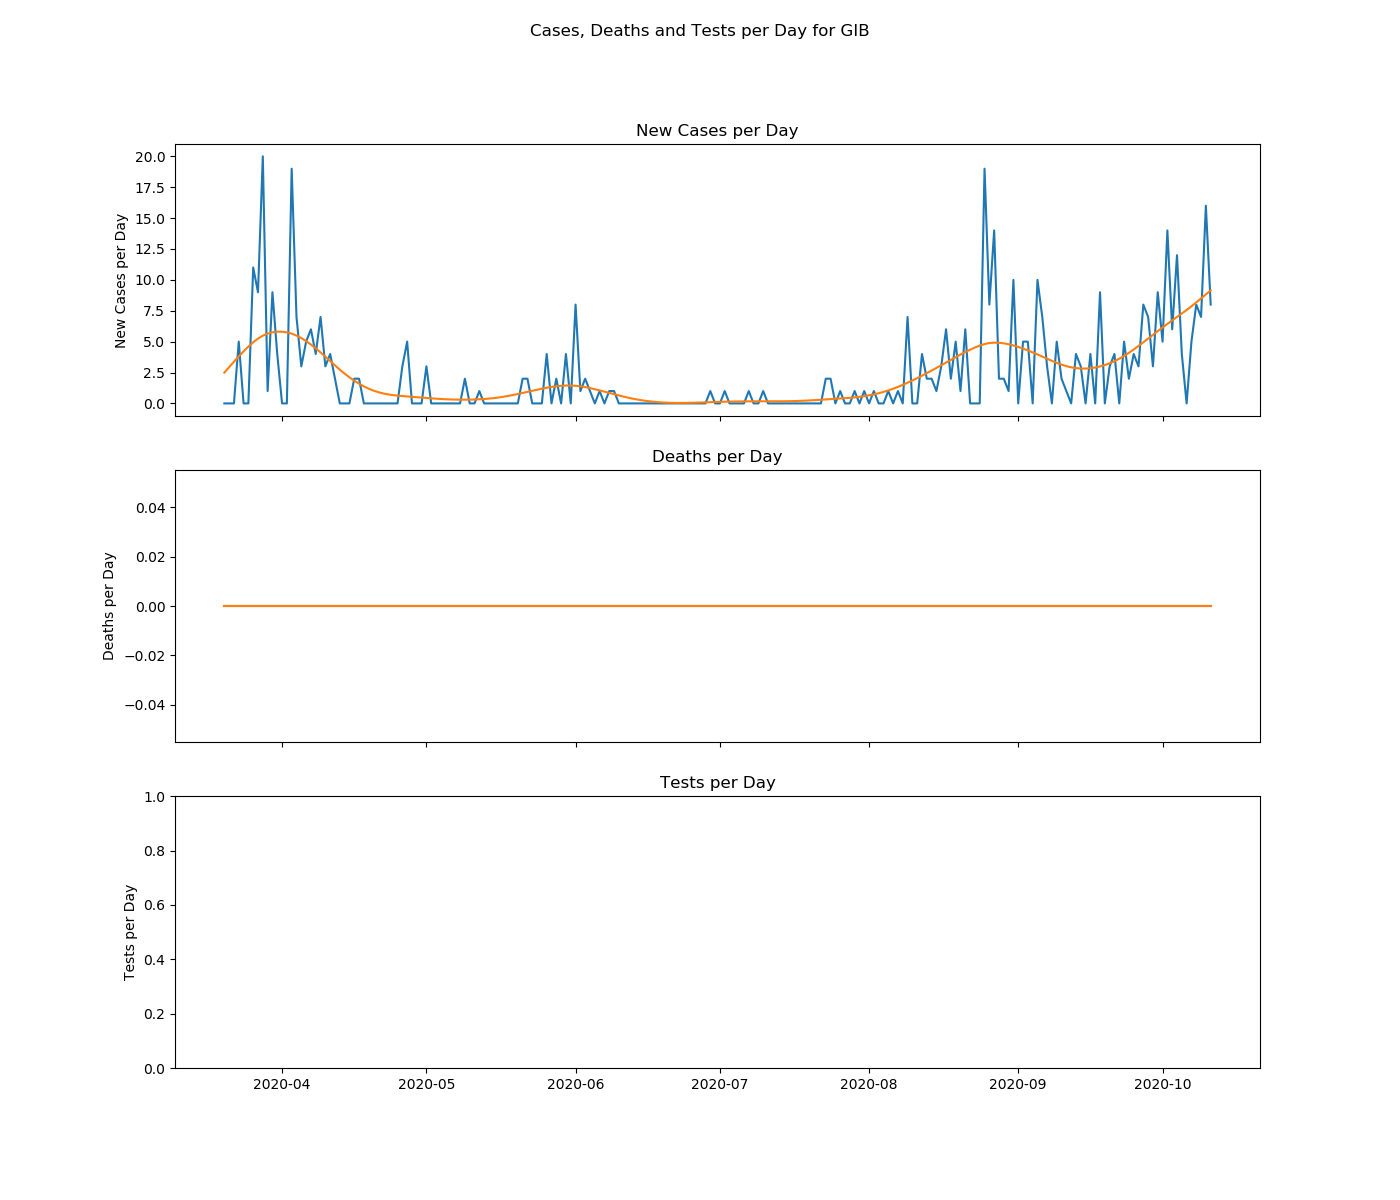 Cases, Deaths and Tests per Day for GIB
New Cases per Day
New Cases per Day
20.0
17.5
15.0
12.5
10.0
7.5
5.0
2.5
0.0
Deaths per Day
Deaths per Day
0.04
0.02
0.00
−0.02
−0.04
Tests per Day
Tests per Day
1.0
0.8
0.6
0.4
0.2
0.0
2020-04 2020-05 2020-06 2020-07 2020-08 2020-09 2020-10